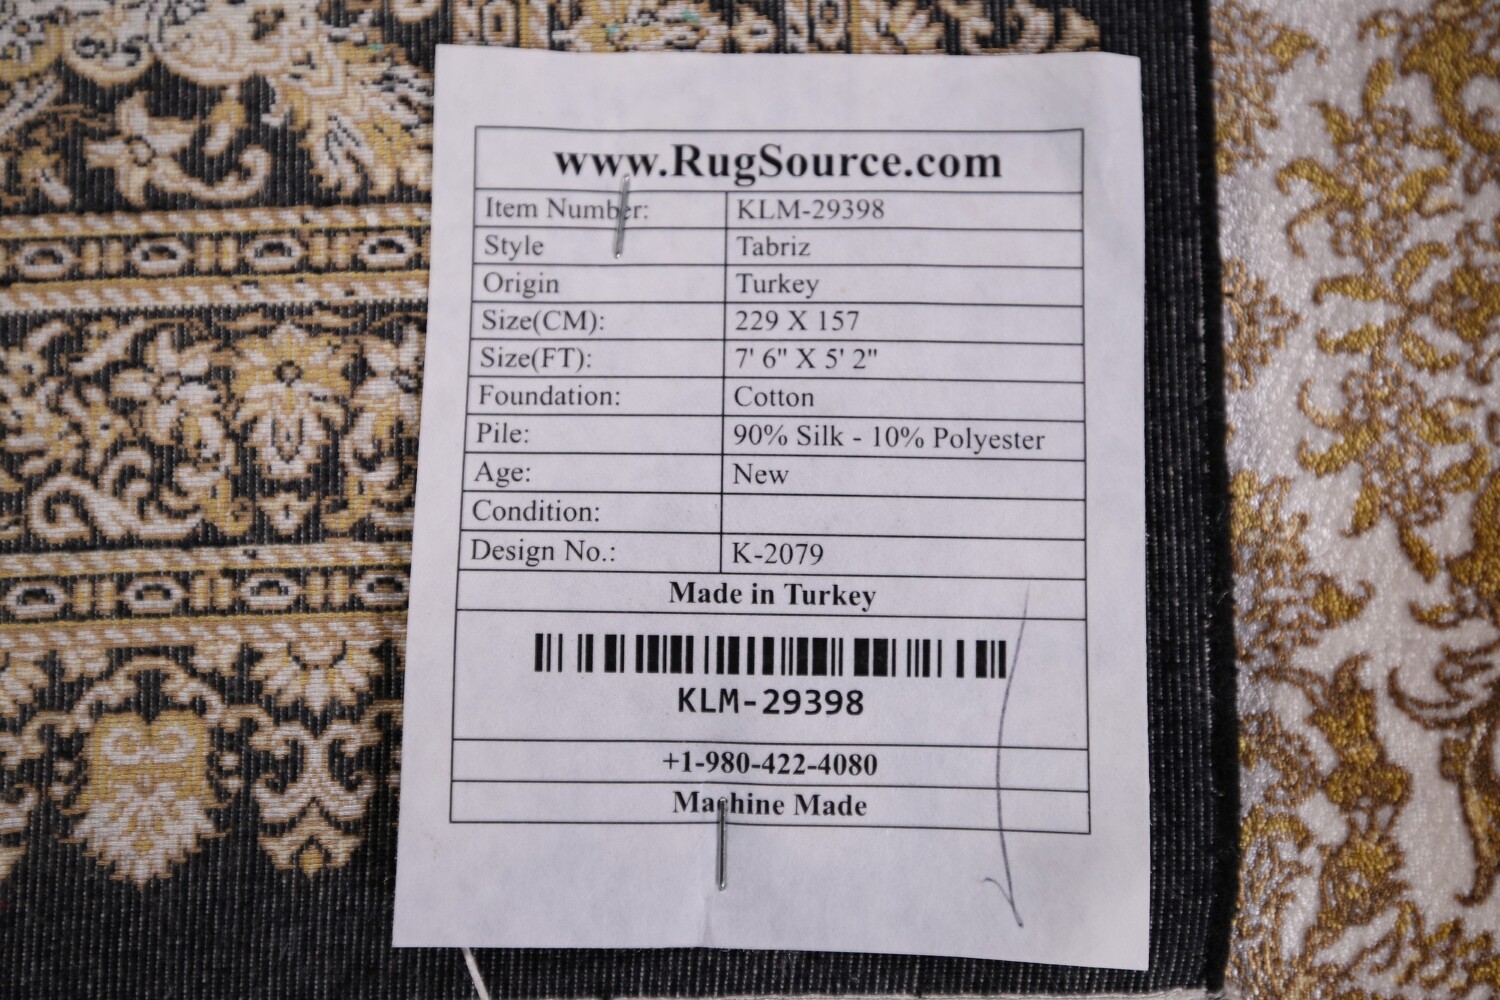 www.RugSource.com
Item Number: KLM-29398
Style Tabriz
Origin Turkey
Size(CM): 229 X 157
Size(FT): 7' 6" X 5' 2"
Foundation: Cotton
Pile: 90% Silk - 10% Polyester
Age: New
Condition:
Design No.: K-2079
Made in Turkey
KLM-29398
+1-980-422-4080
Machine Made